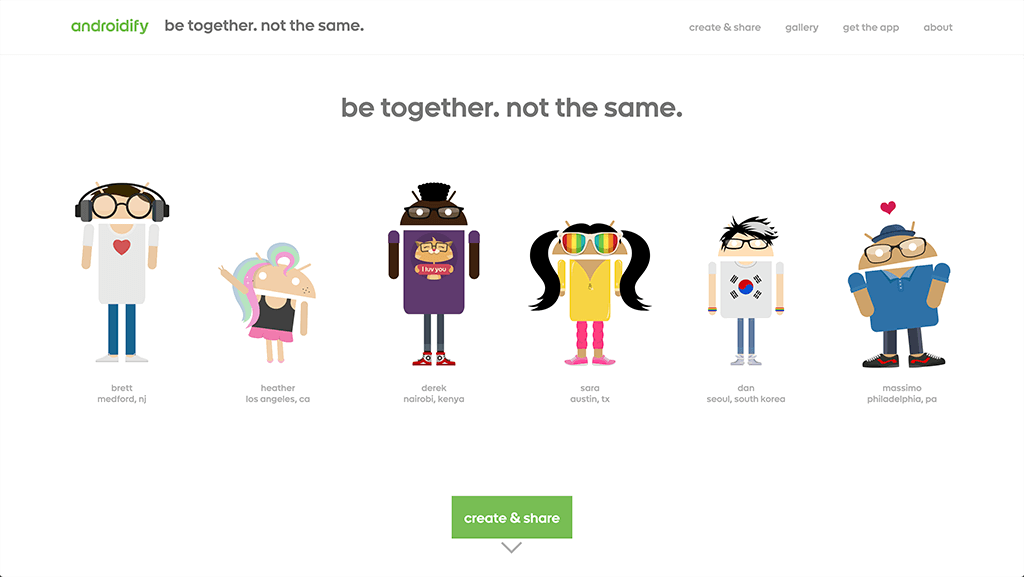 androidify be together. not the same.
create & share gallery get the app about
be together. not the same.
I luv you
brett
medford, nj
heather
los angeles, ca
derek
nairobi, kenya
sara
austin, tx
dan
seoul, south korea
massimo
philadelphia, pa
create & share